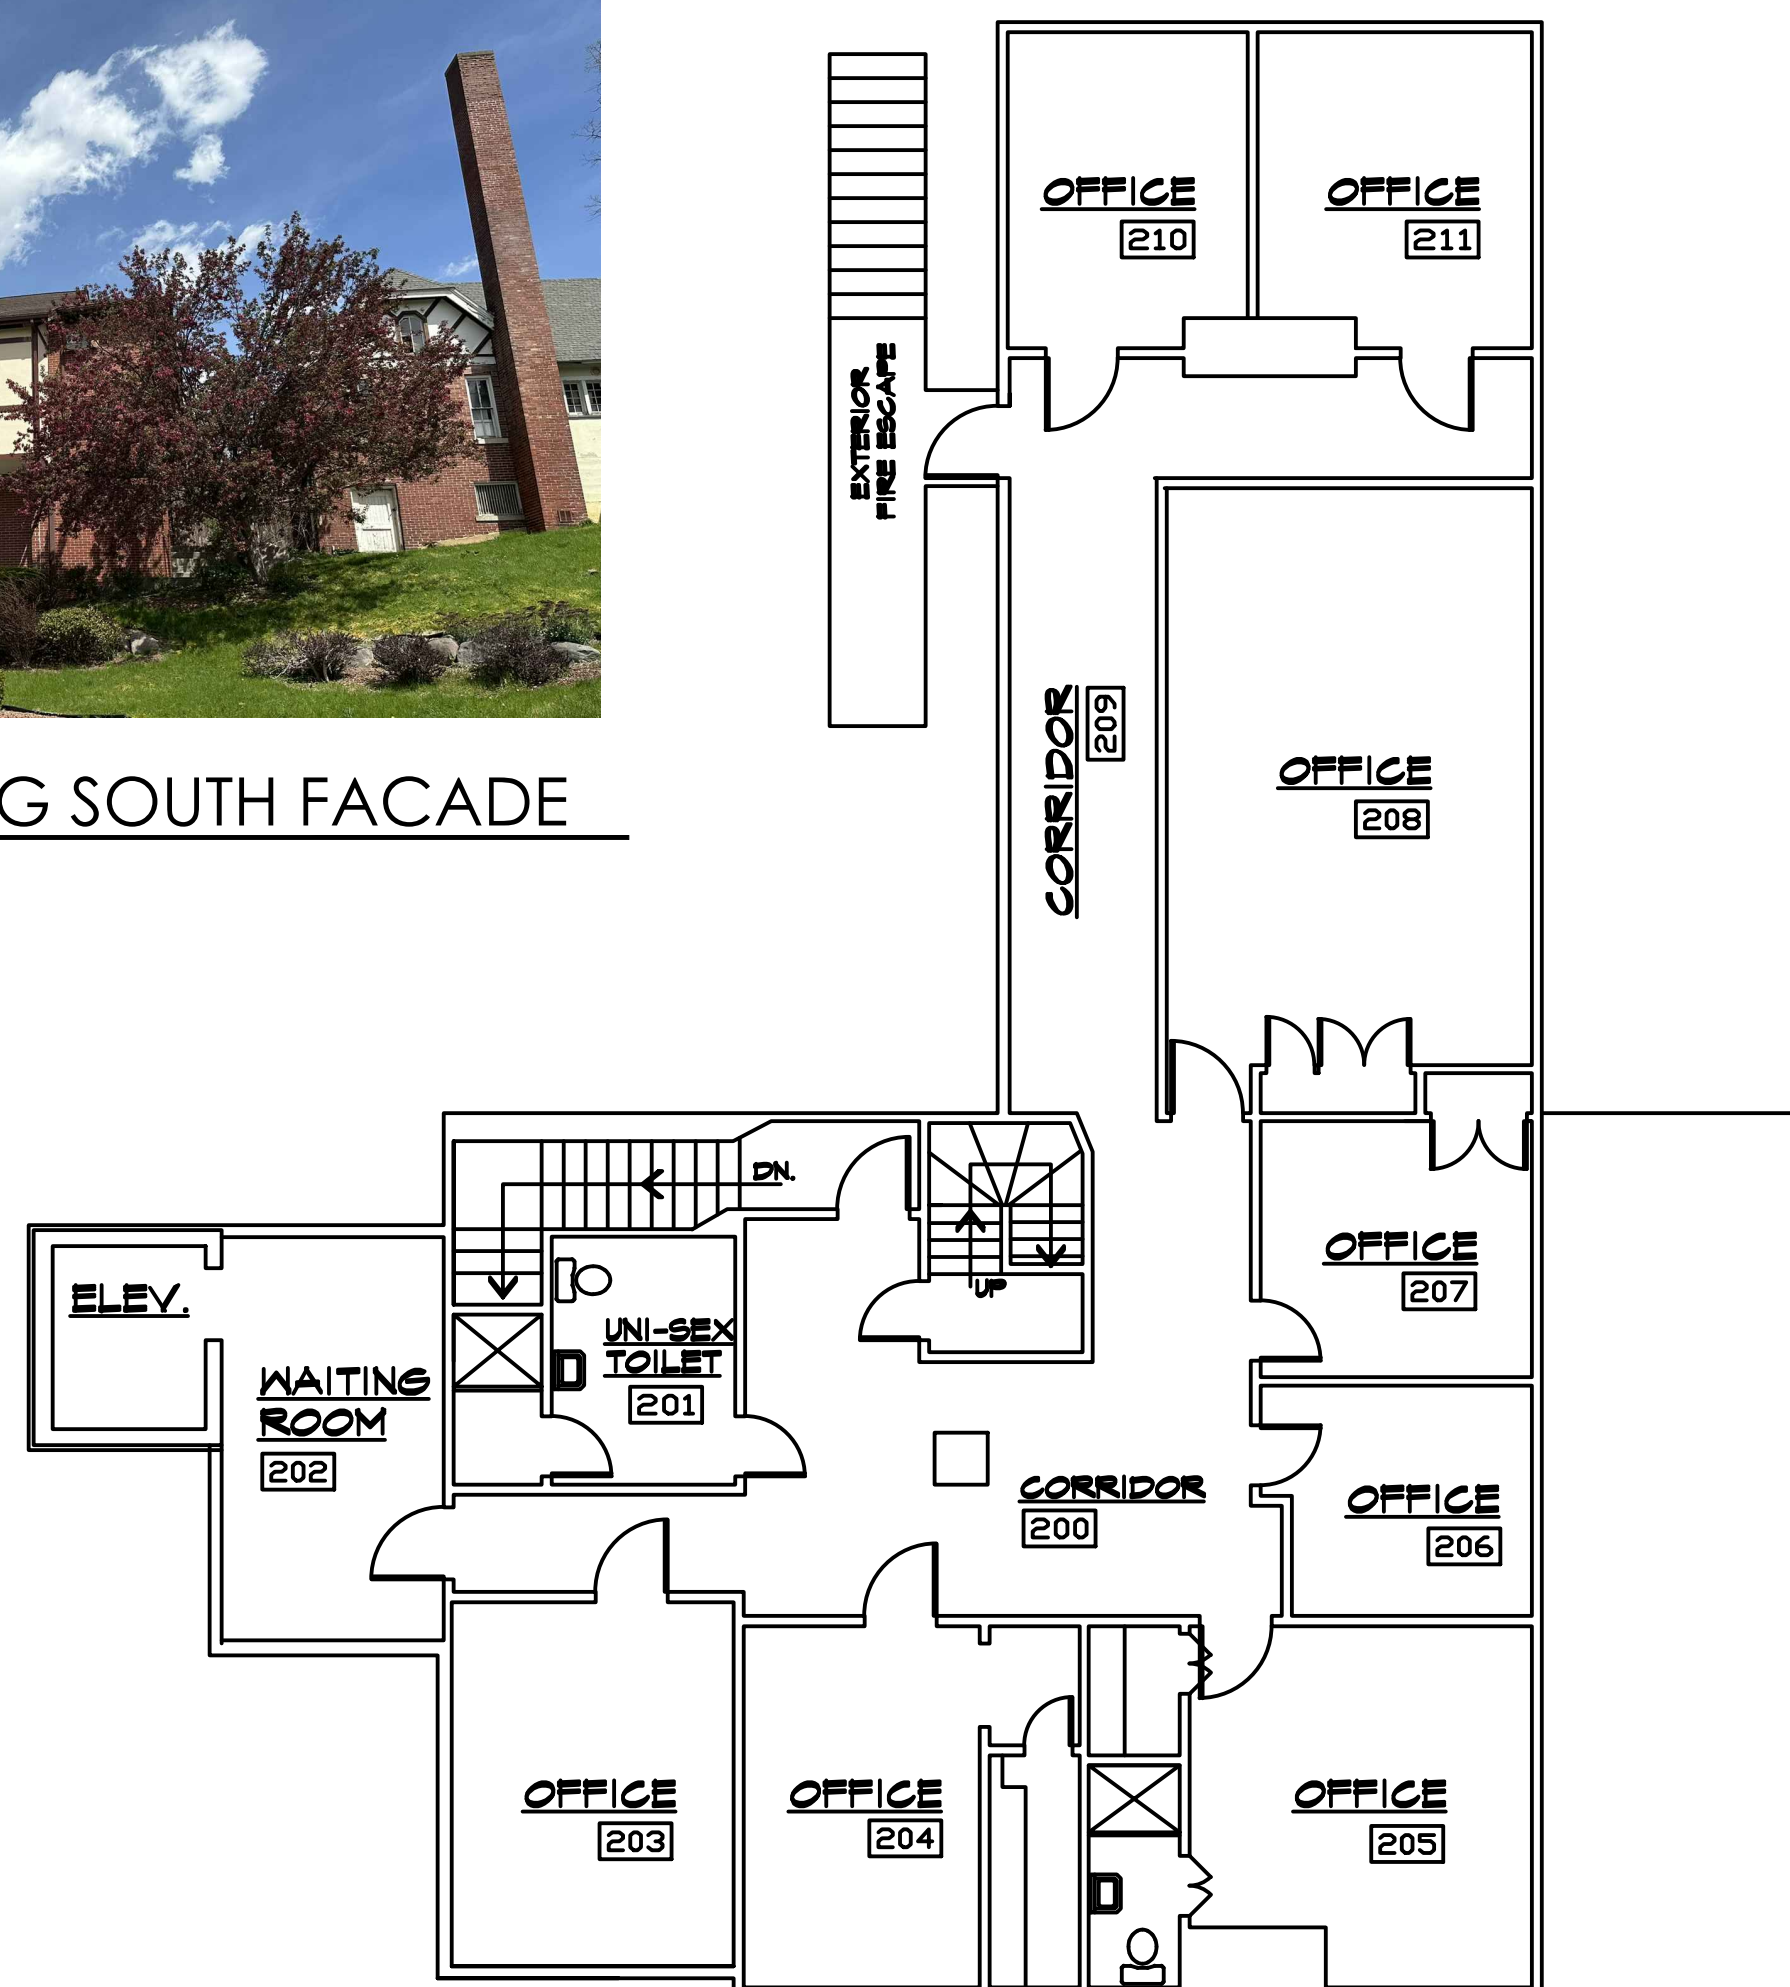 OFFICE
210
OFFICE
211
EXTERIOR
FIRE ESCAPE
CORRIDOR
209
OFFICE
208
G SOUTH FACADE
DN.
UP
ELEV.
UNI-SEX
TOILET
201
WAITING
ROOM
202
OFFICE
207
CORRIDOR
200
OFFICE
206
OFFICE
203
OFFICE
204
OFFICE
205